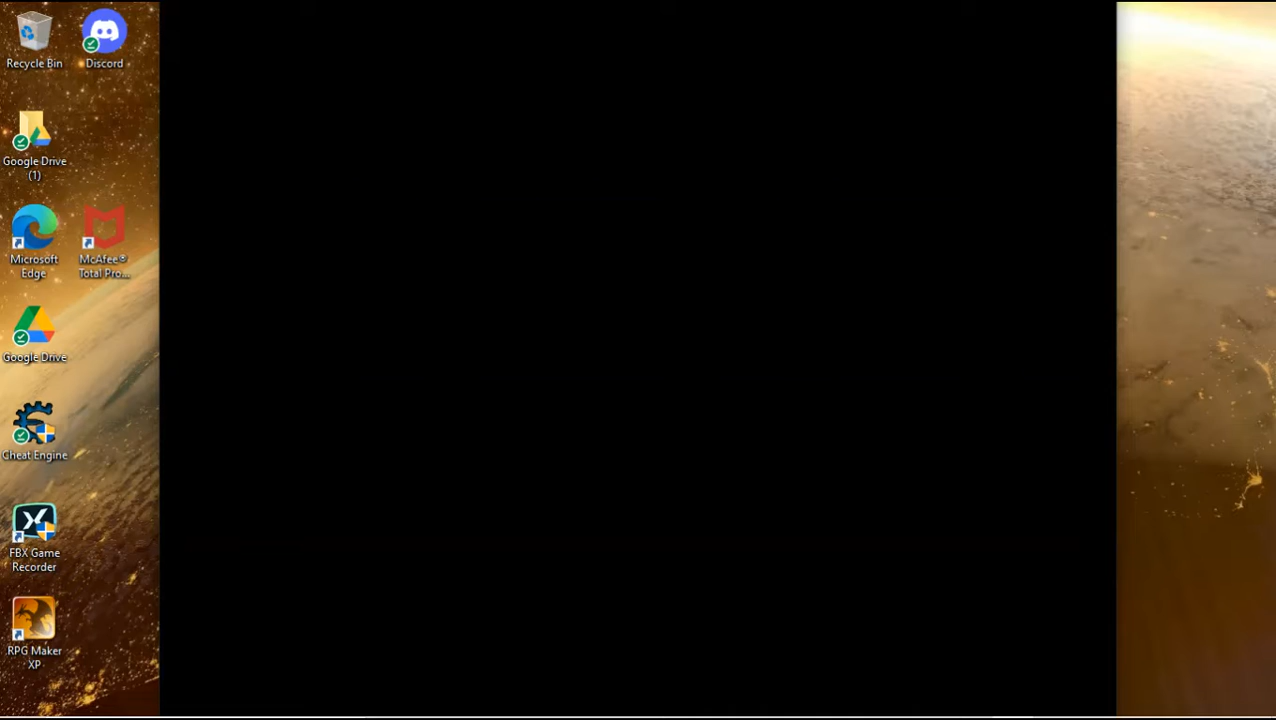 Recycle Bin
Discord
Google Drive
(1)
Microsoft
Edge
McAfee®
Total Pro...
Google Drive
Cheat Engine
FBX Game
Recorder
RPG Maker
XP